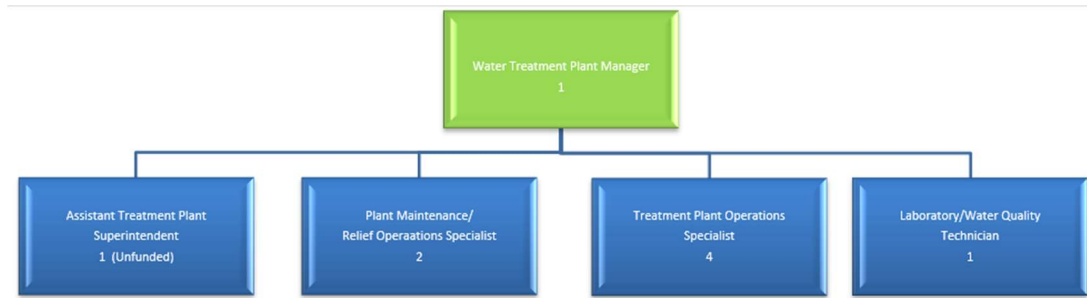 Water Treatment Plant Manager
1
Assistant Treatment Plant
Superintendent
1 (Unfunded)
Plant Maintenance/
Relief Operaations Specialist
2
Treatment Plant Operations
Specialist
4
Laboratory/Water Quality
Technician
1